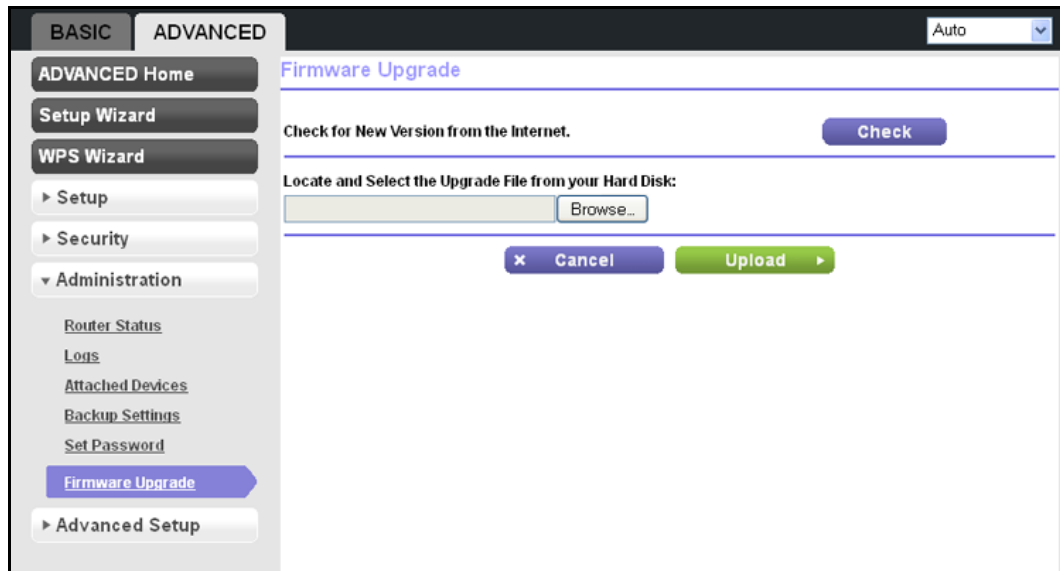 BASIC
ADVANCED
Auto
ADVANCED Home
Setup Wizard
WPS Wizard
Setup
Security
Administration
Router Status
Logs
Attached Devices
Backup Settings
Set Password
Firmware Upgrade
Advanced Setup
Firmware Upgrade
Check for New Version from the Internet.
Check
Locate and Select the Upgrade File from your Hard Disk:
Browse...
Cancel
Upload